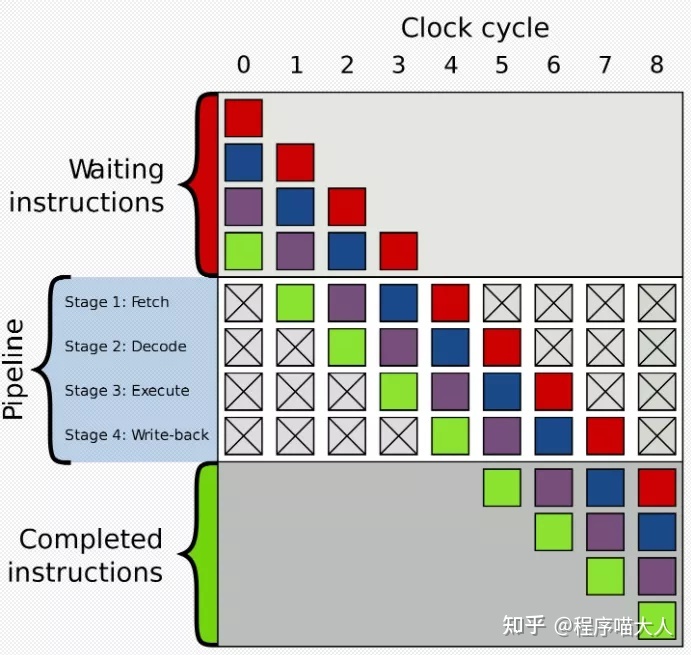 Clock cycle
0 1 2 3 4 5 6 7 8
Waiting
instructions
Pipeline
Stage 1: Fetch
Stage 2: Decode
Stage 3: Execute
Stage 4: Write-back
Completed
instructions
知乎 @程序喵大人